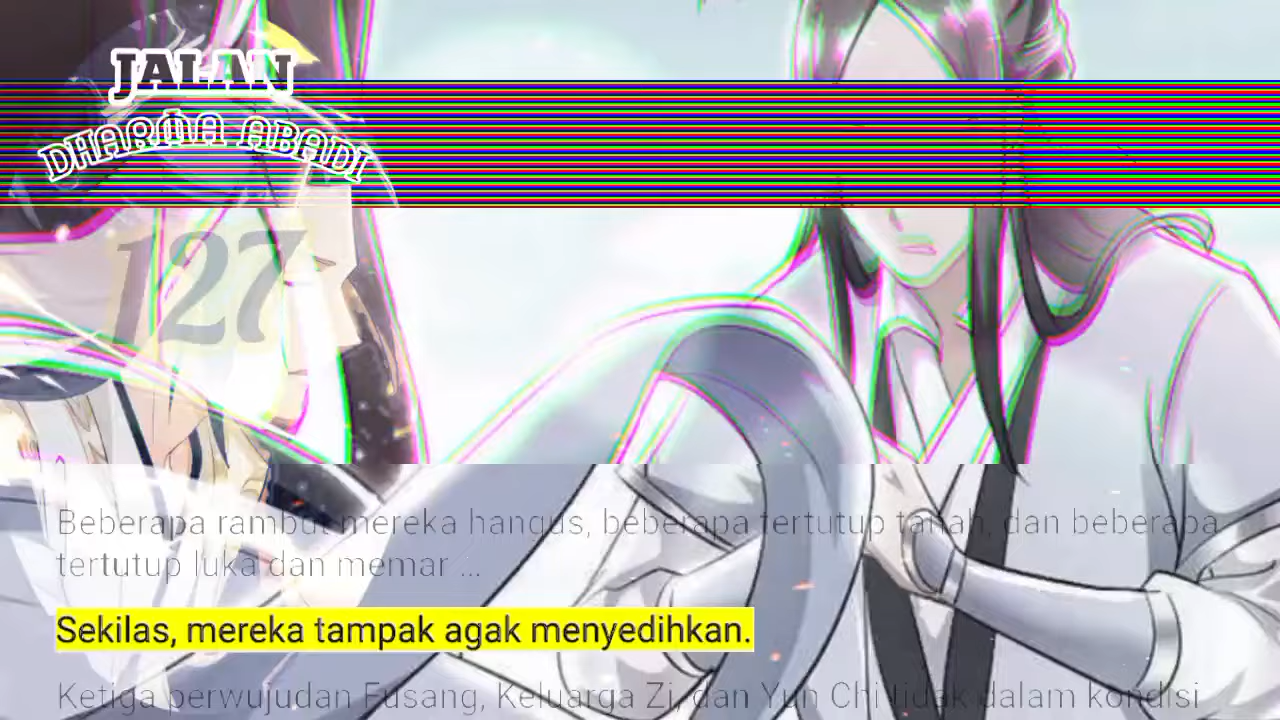 JALAN
DHARMA ABADI
127
Beberapa rambut mereka hangus, beberapa tertutup tanah, dan beberapa
tertutup luka dan memar ...
Sekilas, mereka tampak agak menyedihkan.
Ketiga perwujudan Fusang, Keluarga Zi, dan Yun Chi tidak dalam kondisi